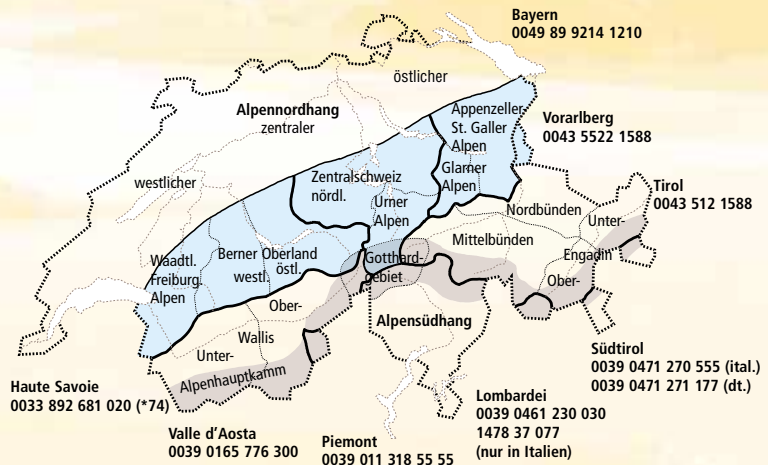 Bayern
0049 89 9214 1210
östlicher
Alpennordhang
zentraler
westlicher
Appenzeller
St. Galler
Alpen
Glarner
Alpen
Vorarlberg
0043 5522 1588
Zentralschweiz
nördl.
Urner
Alpen
Tirol
0043 512 1588
Nordbünden
Unter-
Mittelbünden
Engadin
Ober-
Waadtl.
Freiburg.
Alpen
Berner Oberland
westl.
östl.
Gotthard-
gebiet
Ober-
Wallis
Unter-
Alpenhauptkamm
Alpensüdhang
Südtirol
0039 0471 270 555 (ital.)
0039 0471 271 177 (dt.)
Haute Savoie
0033 892 681 020 (*74)
Lombardei
0039 0461 230 030
1478 37 077
(nur in Italien)
Valle d'Aosta
0039 0165 776 300
Piemont
0039 011 318 55 55